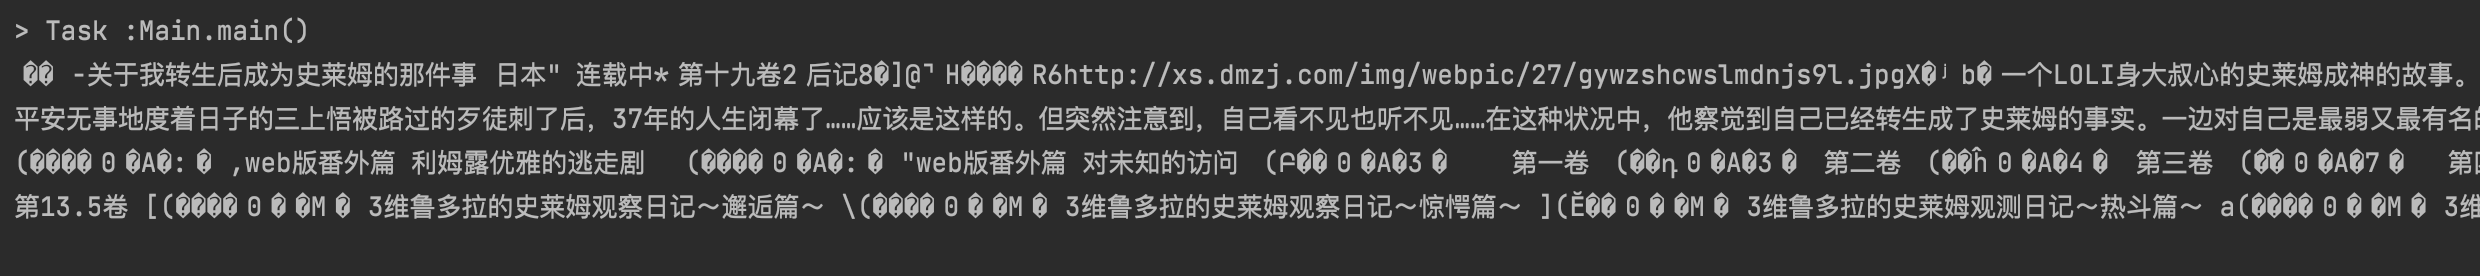 > Task :Main.main()
�� -关于我转生后成为史莱姆的那件事 日本" 连载中* 第十九卷2 后记8�]@ H���� R6http://xs.dmzj.com/img/webpic/27/gywzshcwslmdnjs9l.jpgX�ʲ b� 一个LOLI身大叔心的史莱姆成神的故事。
平安无事地度着日子的三上悟被路过的歹徒刺了后，37年的人生闭幕了……应该是这样的。但突然注意到，自己看不见也听不见……在这种状况中，他察觉到自己已经转生成了史莱姆的事实。一边对自己是最弱又最有名的
(���� 0 �A�: � ,web版番外篇 利姆露优雅的逃走剧 (���� 0 �A�: � "web版番外篇 对未知的访问 (Բ�� 0 �A�3 � 第一卷 (��դ 0 �A�3 � 第二卷 (��ĥ 0 �A�4 � 第三卷 (�� 0 �A�7 � 第四
第13.5卷 [(���� 0 � �M � 3维鲁多拉的史莱姆观察日记～邂逅篇～ \(���� 0 � �M � 3维鲁多拉的史莱姆观察日记～惊愕篇～ ](Ĕ�� 0 � �M � 3维鲁多拉的史莱姆观测日记～热斗篇～ a(���� 0 � �M � 3维